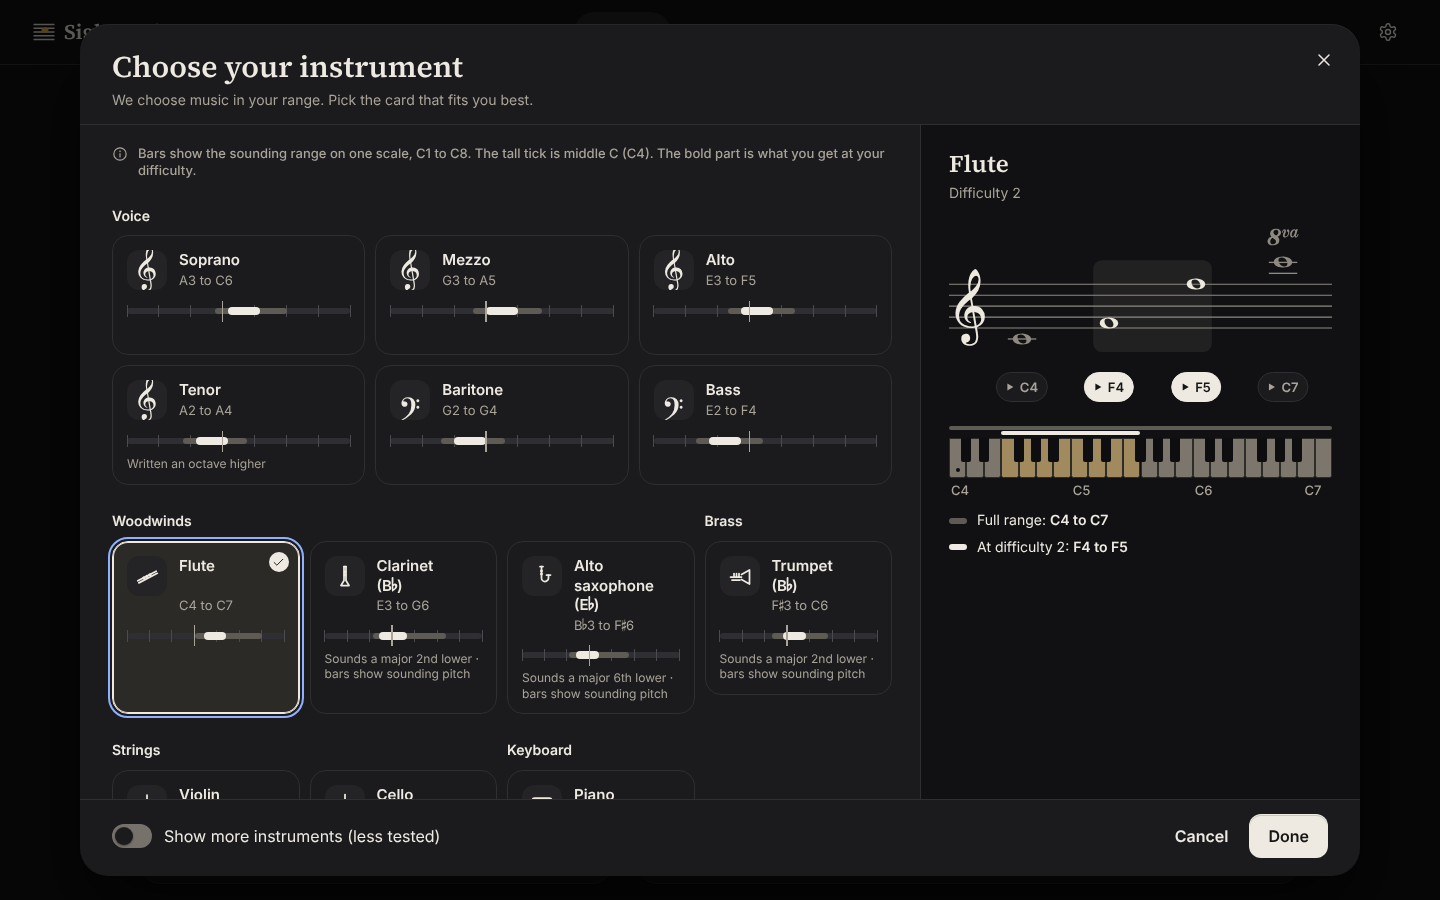 Choose your instrument
We choose music in your range. Pick the card that fits you best.
Bars show the sounding range on one scale, C1 to C8. The tall tick is middle C (C4). The bold part is what you get at your
difficulty.
Voice
Soprano
A3 to C6
Mezzo
G3 to A5
Alto
E3 to F5
Tenor
A2 to A4
Written an octave higher
Baritone
G2 to G4
Bass
E2 to F4
Woodwinds
Flute
C4 to C7
Clarinet
(B♭)
E3 to G6
Sounds a major 2nd lower ·
bars show sounding pitch
Alto
saxophone
(E♭)
B♭3 to F♯6
Sounds a major 6th lower ·
bars show sounding pitch
Brass
Trumpet
(B♭)
F♯3 to C6
Sounds a major 2nd lower ·
bars show sounding pitch
Strings
Violin
Cello
Keyboard
Piano
Flute
Difficulty 2
8va
C4
F4
F5
C7
C4
C5
C6
C7
Full range: C4 to C7
At difficulty 2: F4 to F5
Show more instruments (less tested)
Cancel
Done